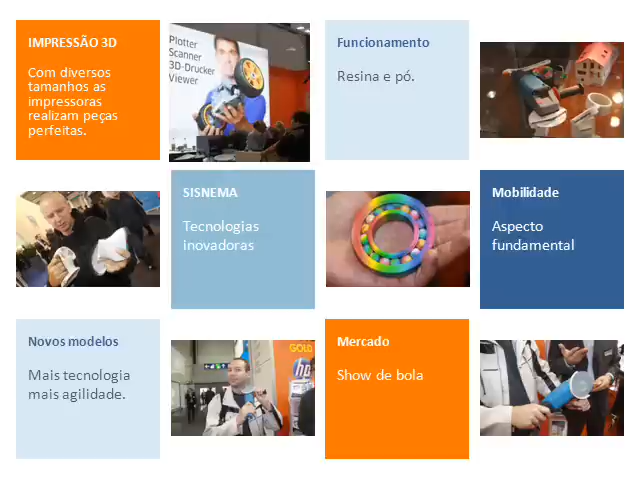 IMPRESSÃO 3D
Com diversos
tamanhos as
impressoras
realizam peças
perfeitas.
Plotter
Scanner
3D-Drucker
Viewer
Funcionamento
Resina e pó.
SISNEMA
Tecnologias
inovadoras
Mobilidade
Aspecto
fundamental
Novos modelos
Mais tecnologia
mais agilidade.
GOLD
hp
Mercado
Show de bola